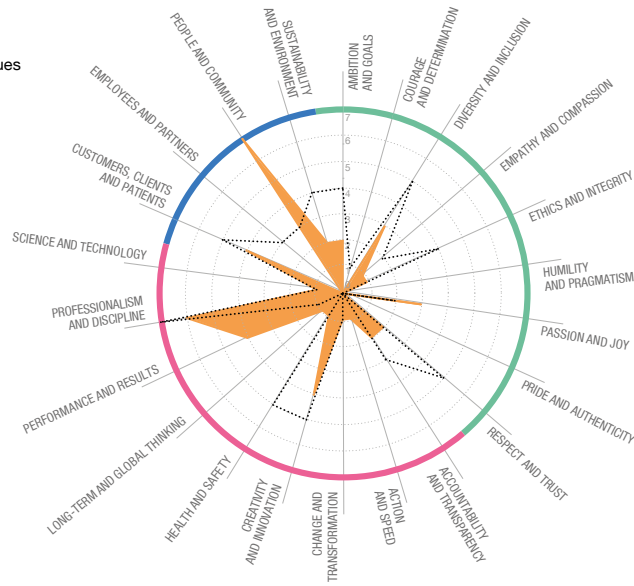 ues
AMBITION
AND GOALS
COURAGE
AND DETERMINATION
DIVERSITY AND INCLUSION
EMPATHY AND COMPASSION
ETHICS AND INTEGRITY
HUMILITY
AND PRAGMATISM
PASSION AND JOY
PRIDE AND AUTHENTICITY
RESPECT AND TRUST
ACCOUNTABILITY
AND TRANSPARENCY
ACTION
AND SPEED
CHANGE AND
TRANSFORMATION
CREATIVITY
AND INNOVATION
HEALTH AND SAFETY
LONG-TERM AND GLOBAL THINKING
PERFORMANCE AND RESULTS
PROFESSIONALISM
AND DISCIPLINE
SCIENCE AND TECHNOLOGY
CUSTOMERS, CLIENTS
AND PATIENTS
EMPLOYEES AND PARTNERS
PEOPLE AND COMMUNITY
SUSTAINABILITY
AND ENVIRONMENT
7
6
5
4
3